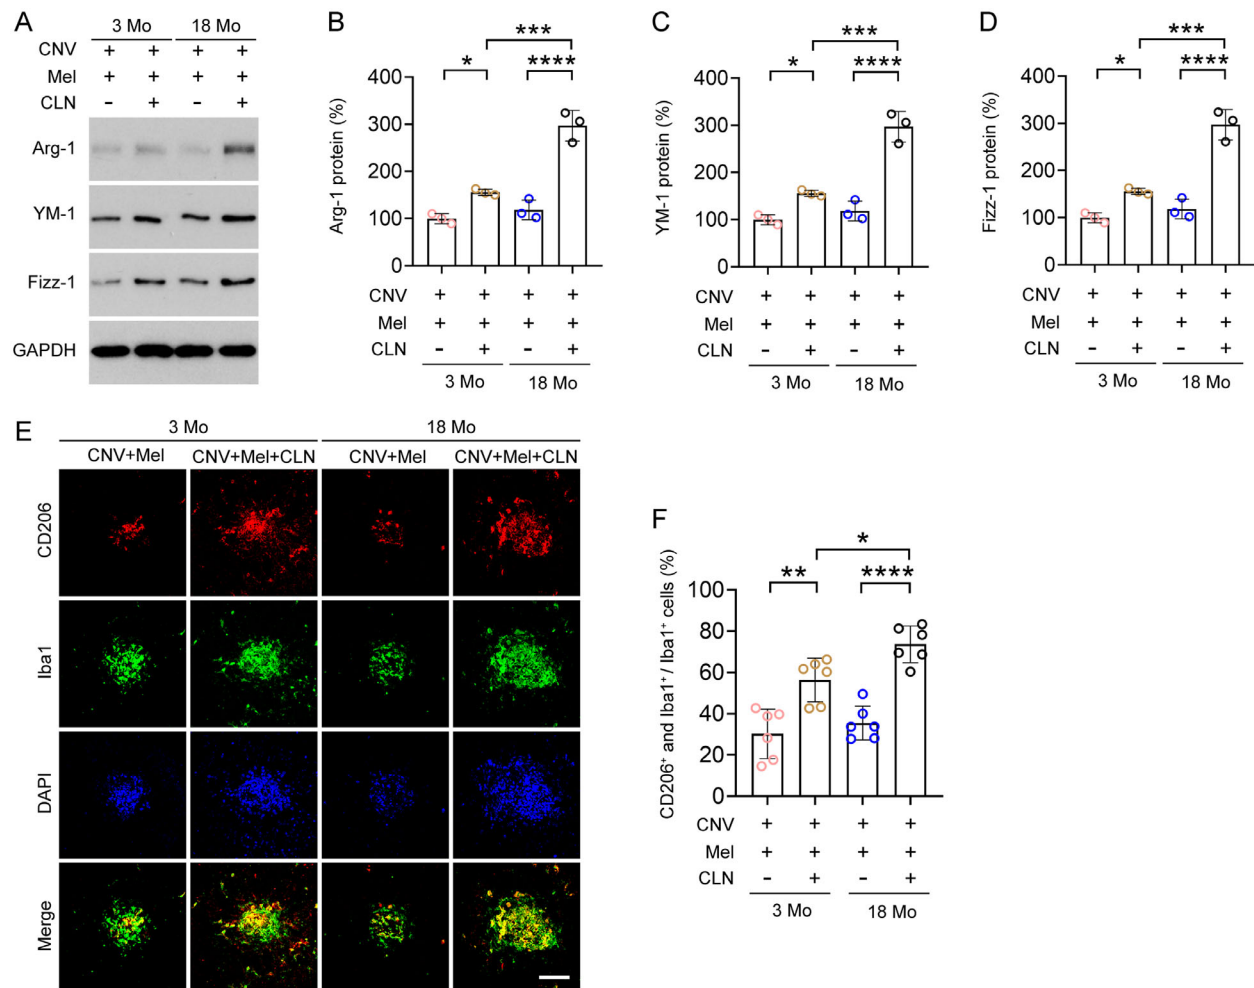 A
3 Mo 18 Mo
CNV + + + +
Mel + + + +
CLN - + - +
Arg-1
YM-1
Fizz-1
GAPDH
B
***
* ****
Arg-1 protein (%)
400
300
200
100
0
CNV + + + +
Mel + + + +
CLN - + - +
3 Mo 18 Mo
C
***
* ****
YM-1 protein (%)
400
300
200
100
0
CNV + + + +
Mel + + + +
CLN - + - +
3 Mo 18 Mo
D
***
* ****
Fizz-1 protein (%)
400
300
200
100
0
CNV + + + +
Mel + + + +
CLN - + - +
3 Mo 18 Mo
E
3 Mo 18 Mo
CNV+Mel CNV+Mel+CLN CNV+Mel CNV+Mel+CLN
CD206
Iba1
DAPI
Merge
F
*
** ****
CD206⁺ and Iba1⁺ / Iba1⁺ cells (%)
100
80
60
40
20
0
CNV + + + +
Mel + + + +
CLN - + - +
3 Mo 18 Mo